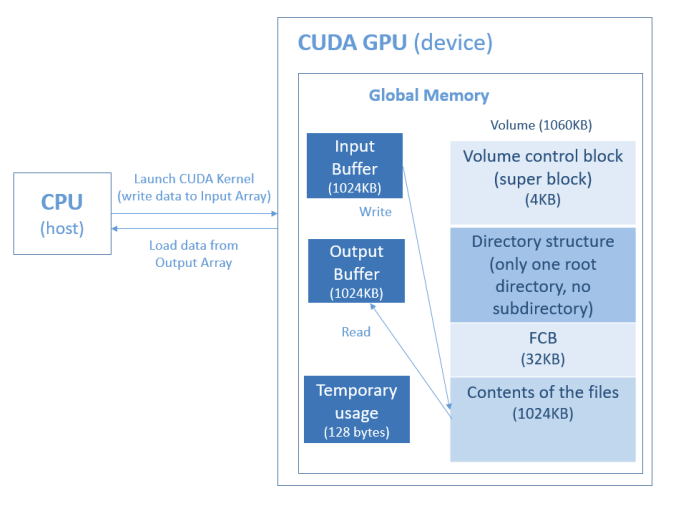 CUDA GPU (device)
Global Memory
Volume (1060KB)
Input
Buffer
(1024KB)
Volume control block
(super block)
(4KB)
Launch CUDA Kernel
(write data to Input Array)
CPU
(host)
Write
Load data from
Output Array
Output
Buffer
(1024KB)
Directory structure
(only one root
directory, no
subdirectory)
Read
FCB
(32KB)
Temporary
usage
(128 bytes)
Contents of the files
(1024KB)